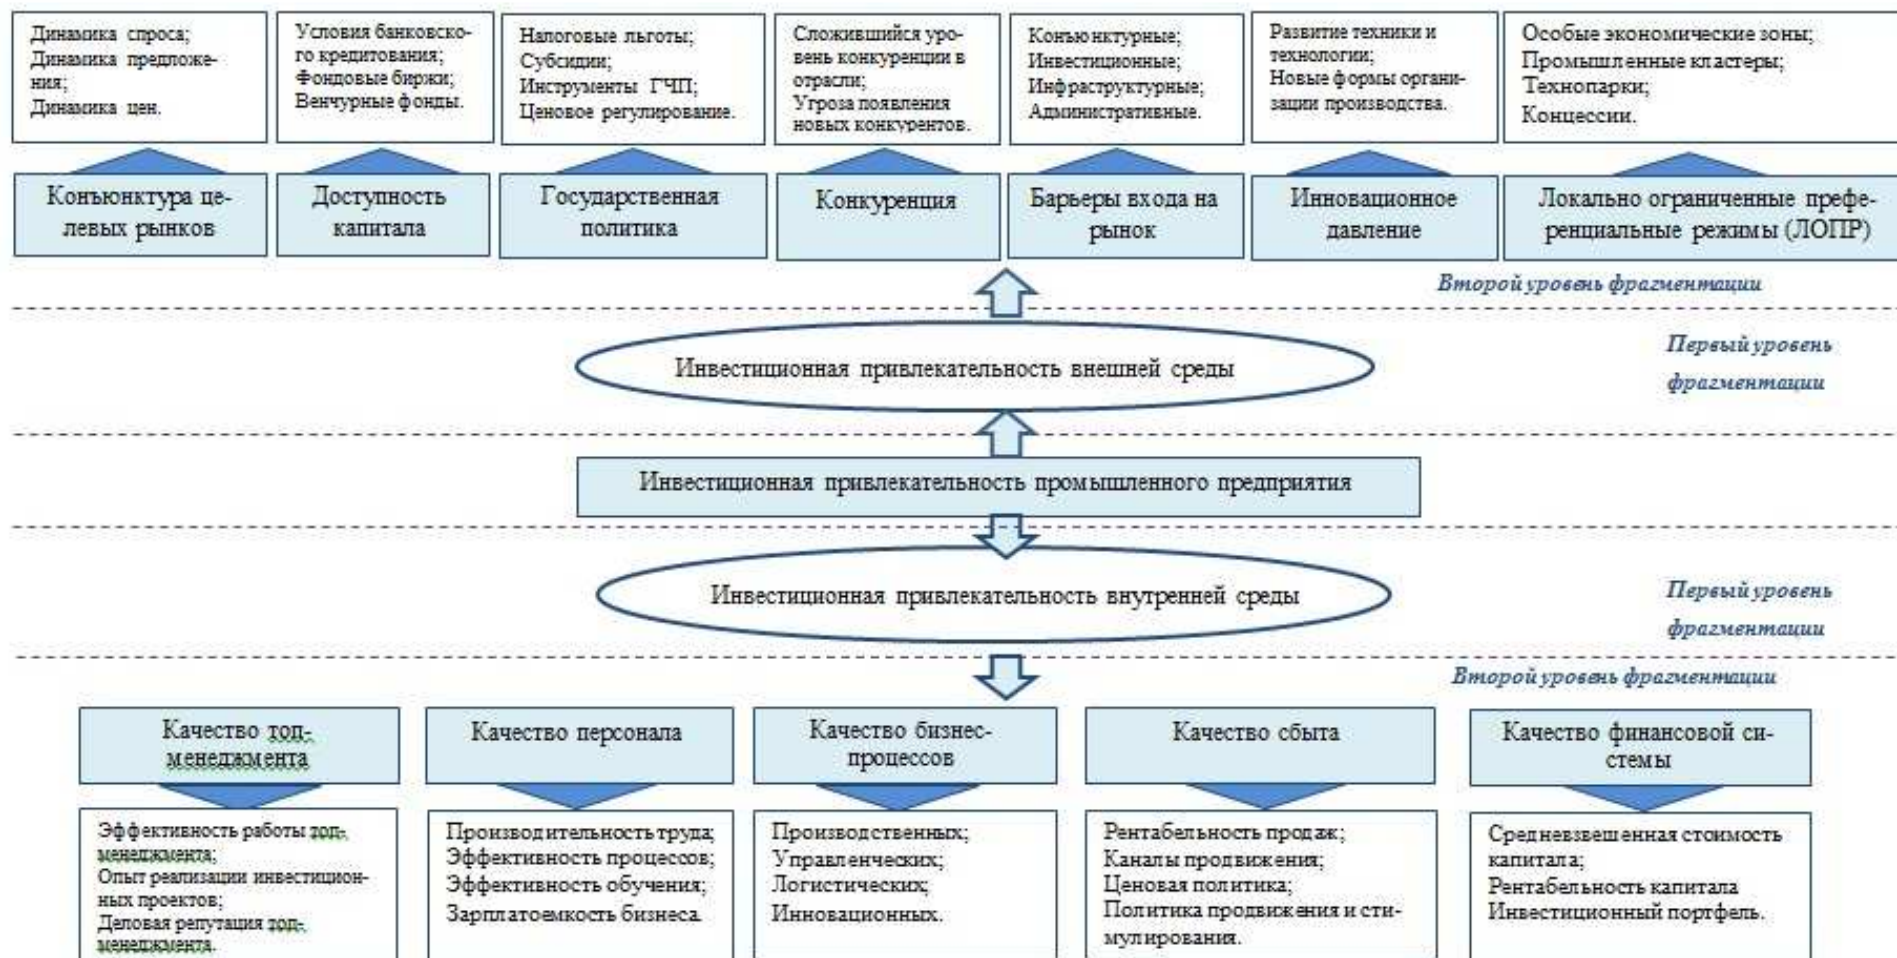 Динамика спроса;
Динамика предложе-
ния;
Динамика цен.
Условия банковско-
го кредитования;
Фондовые биржи;
Венчурные фонды.
Налоговые льготы;
Субсидии;
Инструменты ГЧП;
Ценовое регулирование.
Сложившийся уро-
вень конкуренции в
отрасли;
Угроза появления
новых конкурентов.
Конъюнктурные;
Инвестиционные;
Инфраструктурные;
Административные.
Развитие техники и
технологии;
Новые формы органи-
зации производства.
Особые экономические зоны;
Промышленные кластеры;
Технопарки;
Концессии.
Конъюнктура це-
левых рынков
Доступность
капитала
Государственная
политика
Конкуренция
Барьеры входа на
рынок
Инновационное
давление
Локально ограниченные префе-
ренциальные режимы (ЛОПР)
Второй уровень фрагментации
Инвестиционная привлекательность внешней среды
Первый уровень
фрагментации
Инвестиционная привлекательность промышленного предприятия
Инвестиционная привлекательность внутренней среды
Первый уровень
фрагментации
Второй уровень фрагментации
Качество топ-
менеджмента
Качество персонала
Качество бизнес-
процессов
Качество сбыта
Качество финансовой си-
стемы
Эффективность работы топ-
менеджмента;
Опыт реализации инвестицион-
ных проектов;
Деловая репутация топ-
менеджмента.
Производительность труда;
Эффективность процессов;
Эффективность обучения;
Зарплатоемкость бизнеса.
Производственных;
Управленческих;
Логистических;
Инновационных.
Рентабельность продаж;
Каналы продвижения;
Ценовая политика;
Политика продвижения и сти-
мулирования.
Средневзвешенная стоимость
капитала;
Рентабельность капитала
Инвестиционный портфель.